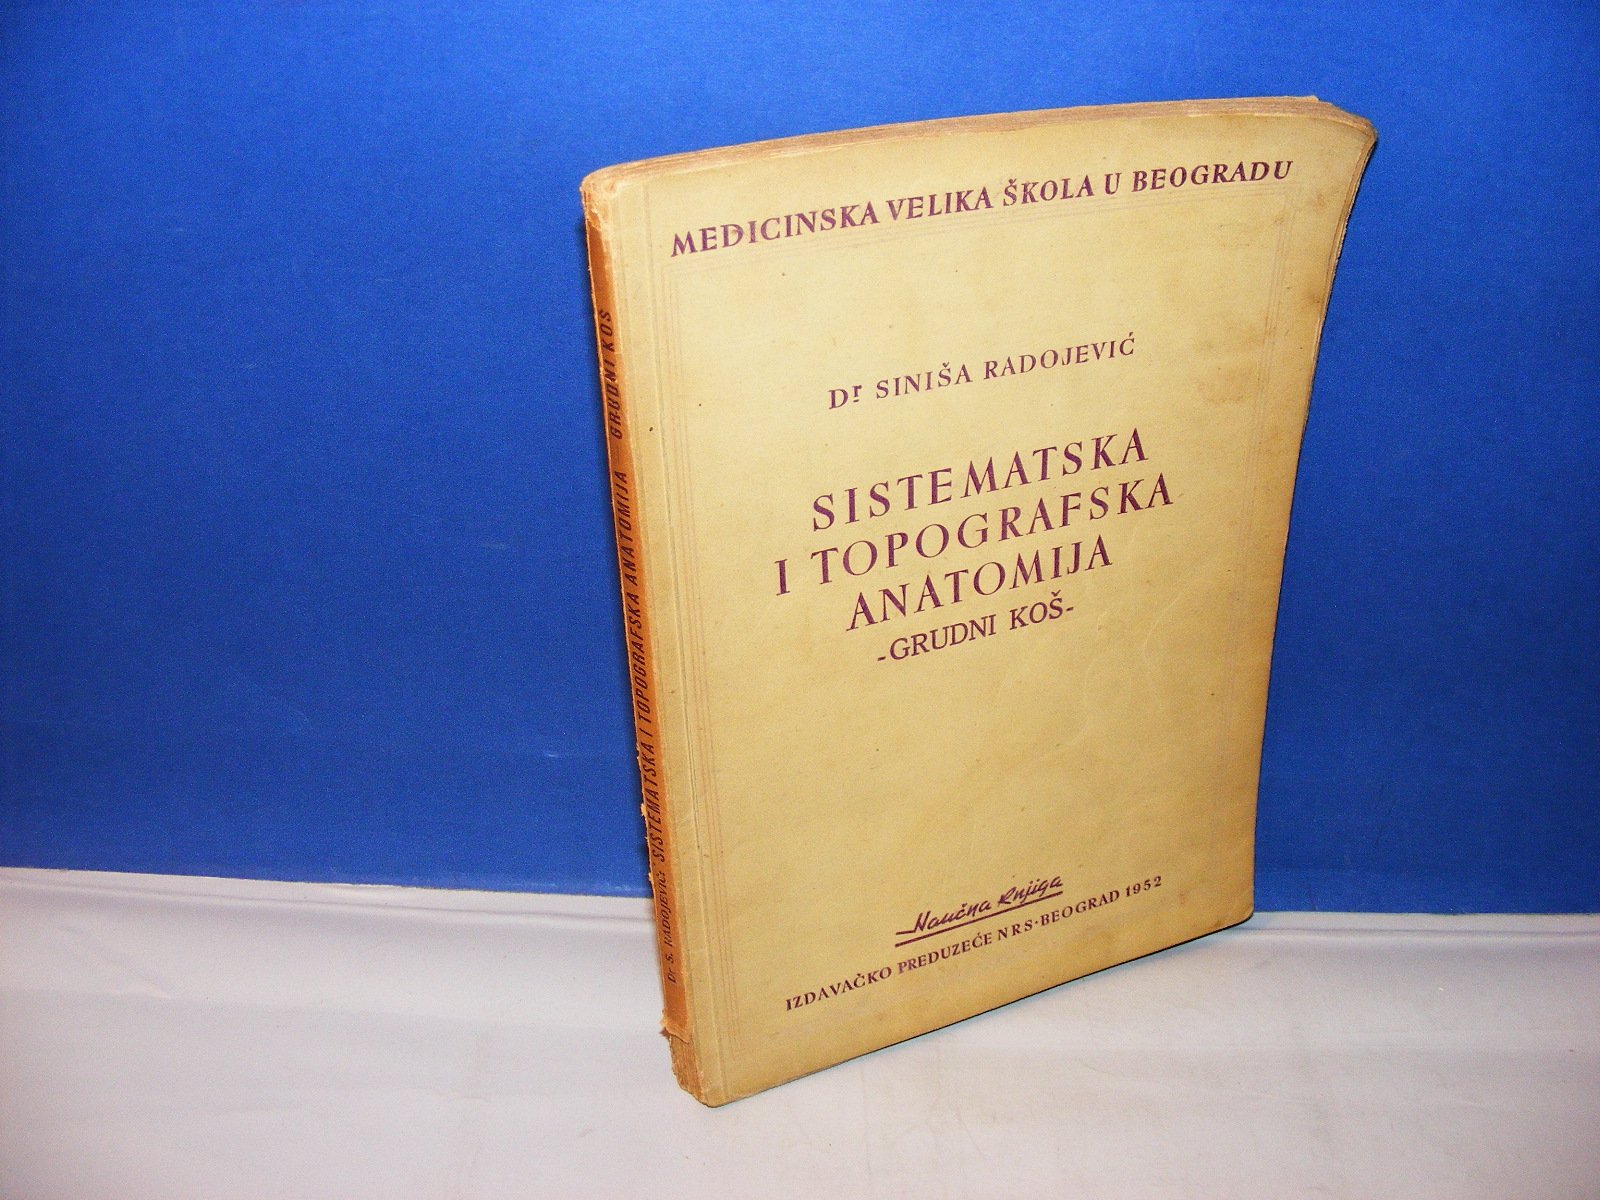 MEDICINSKA VELIKA ŠKOLA U BEOGRADU
Dr SINIŠA RADOJEVIĆ
SISTEMATSKA
I TOPOGRAFSKA
ANATOMIJA
-GRUDNI KOŠ-
Naučna Knjiga
IZDAVAČKO PREDUZEĆE NRS·BEOGRAD 1952
Dr S. RADOJEVIĆ: SISTEMATSKA I TOPOGRAFSKA ANATOMIJA — GRUDNI KOŠ